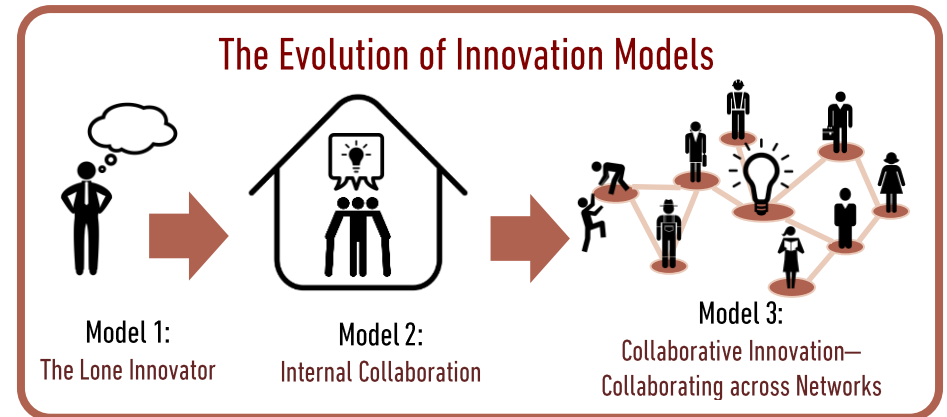 The Evolution of Innovation Models
Model 1:
The Lone Innovator
Model 2:
Internal Collaboration
Model 3:
Collaborative Innovation—
Collaborating across Networks